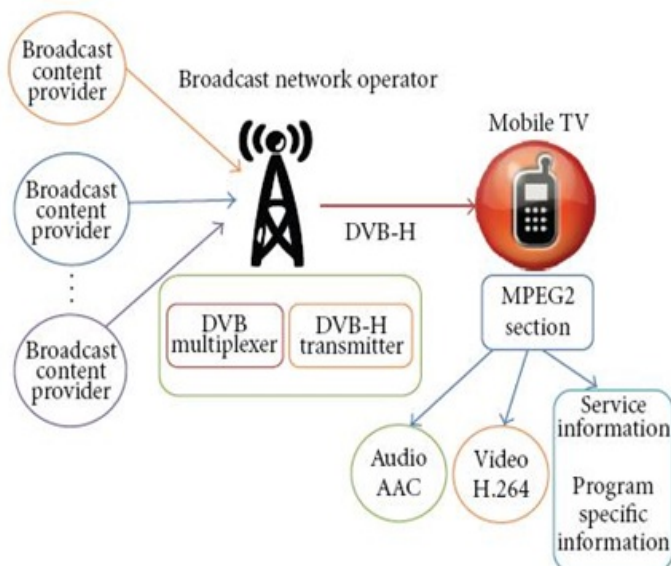 Broadcast
content
provider
Broadcast network operator
Mobile TV
Broadcast
content
provider
DVB-H
Broadcast
content
provider
DVB
multiplexer
DVB-H
transmitter
MPEG2
section
Audio
AAC
Video
H.264
Service
information
Program
specific
information